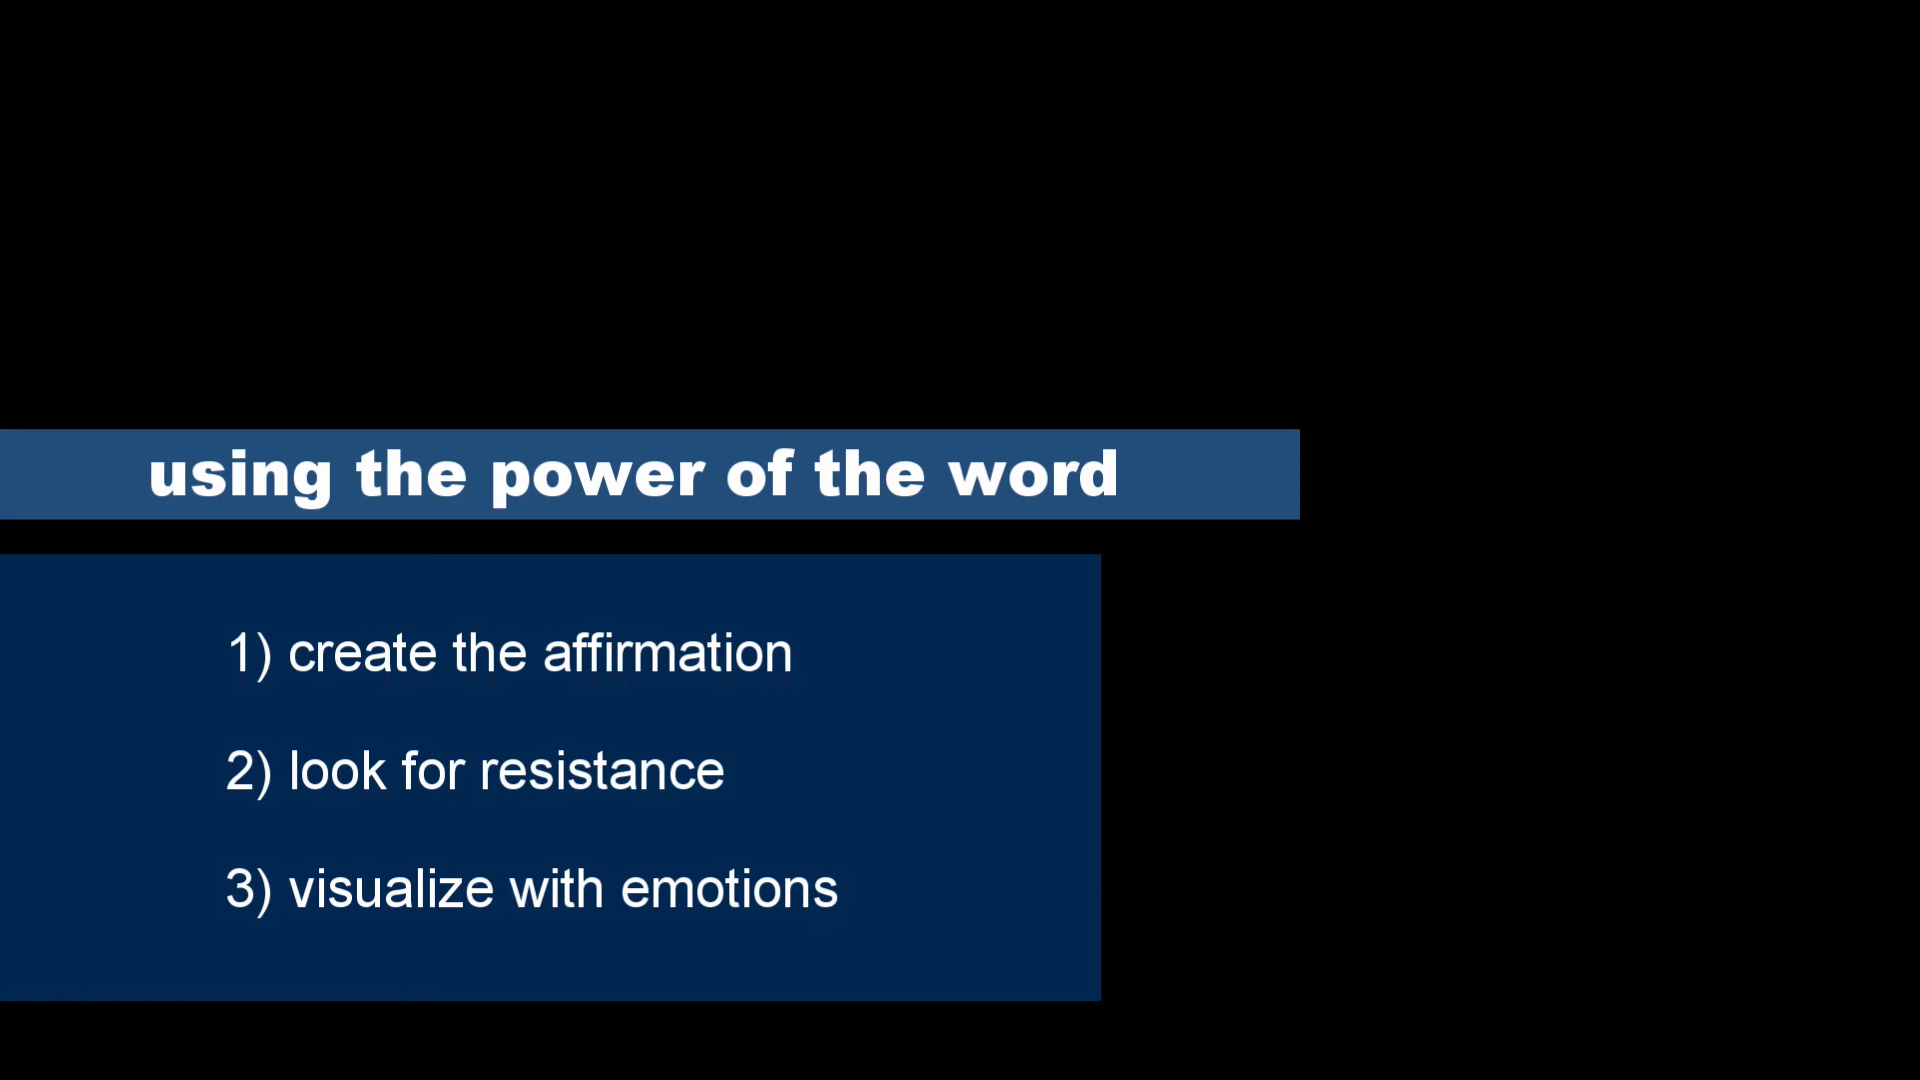 using the power of the word
1) create the affirmation
2) look for resistance
3) visualize with emotions